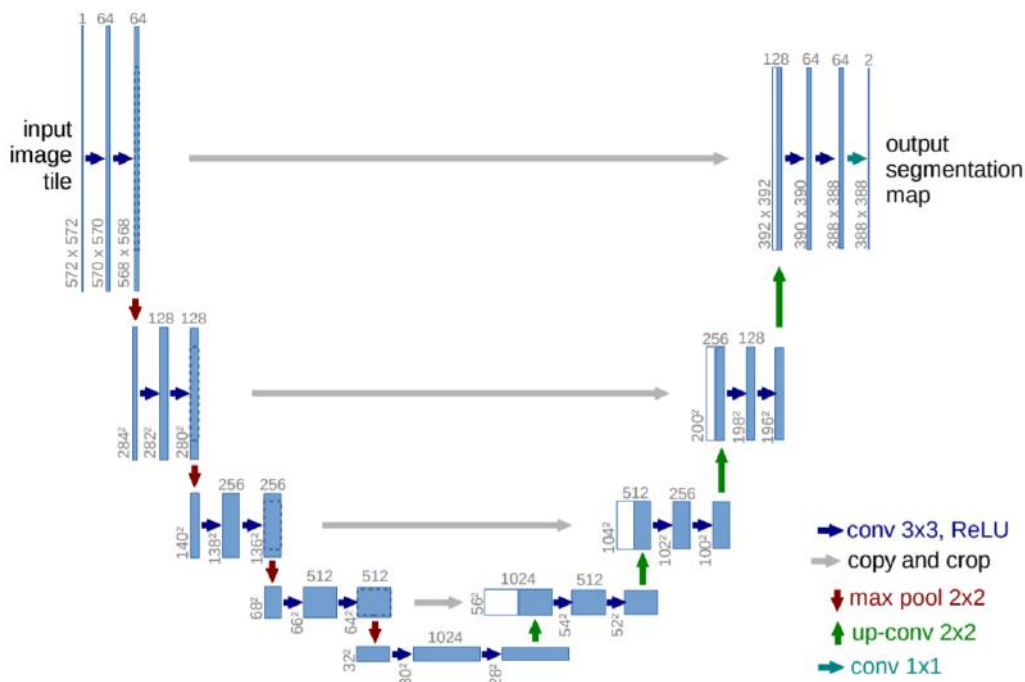 1 64 64
128 64 64 2
input
image
tile
output
segmentation
map
572 x 572
570 x 570
568 x 568
392 x 392
390 x 390
388 x 388
388 x 388
128 128
256 128
284²
282²
280²
200²
198²
196²
256 256
512 256
140²
138²
136²
104²
102²
100²
512 512
1024 512
68²
66²
64²
56²
54²
52²
1024
32²
30²
28²
conv 3x3, ReLU
copy and crop
max pool 2x2
up-conv 2x2
conv 1x1